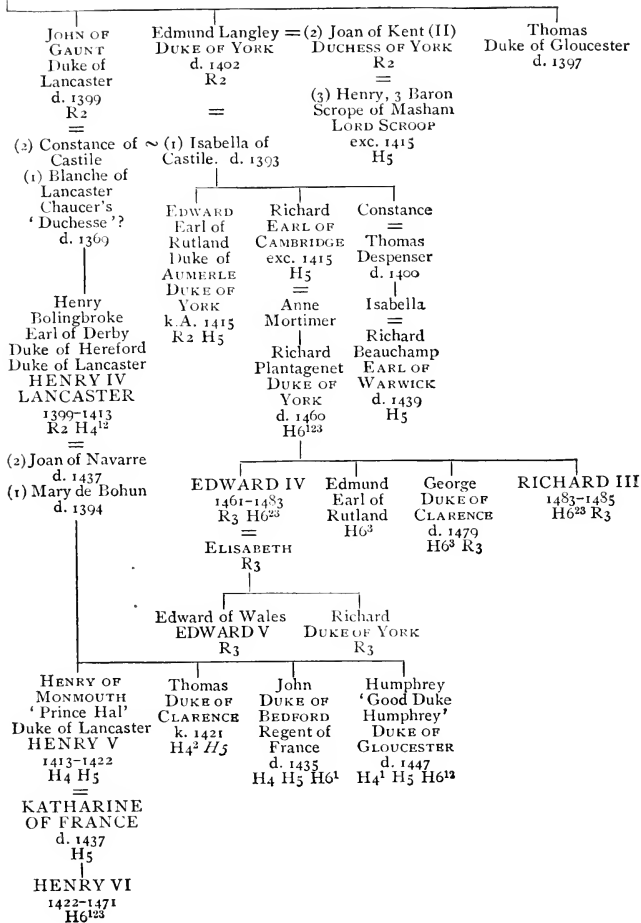 JOHN OF
GAUNT
Duke of
Lancaster
d. 1399
R2
=
(2) Constance of ~ (1) Isabella of
Castile
Castile. d. 1393
(1) Blanche of
Lancaster
Chaucer's
'Duchesse'?
d. 1369
Edmund Langley = (2) Joan of Kent (II)
DUKE OF YORK
DUCHESS OF YORK
d. 1402
R2
R2
=
=
(3) Henry, 3 Baron
Scrope of Masham
LORD SCROOP
exc. 1415
H5
Thomas
Duke of Gloucester
d. 1397
EDWARD
Earl of
Rutland
Duke of
AUMERLE
DUKE OF
YORK
k.A. 1415
R2 H5
Richard
EARL OF
CAMBRIDGE
exc. 1415
H5
=
Anne
Mortimer
Richard
Plantagenet
DUKE OF
YORK
d. 1460
H6¹²³
Constance
=
Thomas
Despenser
d. 1400
Isabella
=
Richard
Beauchamp
EARL OF
WARWICK
d. 1439
H5
Henry
Bolingbroke
Earl of Derby
Duke of Hereford
Duke of Lancaster
HENRY IV
LANCASTER
1399-1413
R2 H4¹²
=
(2) Joan of Navarre
d. 1437
(1) Mary de Bohun
d. 1394
EDWARD IV
1461-1483
R3 H6²³
=
ELISABETH
R3
Edmund
Earl of
Rutland
H6³
George
DUKE OF
CLARENCE
d. 1479
H6³ R3
RICHARD III
1483-1485
H6²³ R3
Edward of Wales
EDWARD V
R3
Richard
DUKE OF YORK
R3
HENRY OF
MONMOUTH
'Prince Hal'
Duke of Lancaster
HENRY V
1413-1422
H4 H5
=
KATHARINE
OF FRANCE
d. 1437
H5
HENRY VI
1422-1471
H6¹²³
Thomas
DUKE OF
CLARENCE
k. 1421
H4² H5
John
DUKE OF
BEDFORD
Regent of
France
d. 1435
H4 H5 H6¹
Humphrey
'Good Duke
Humphrey'
DUKE OF
GLOUCESTER
d. 1447
H4¹ H5 H6¹²